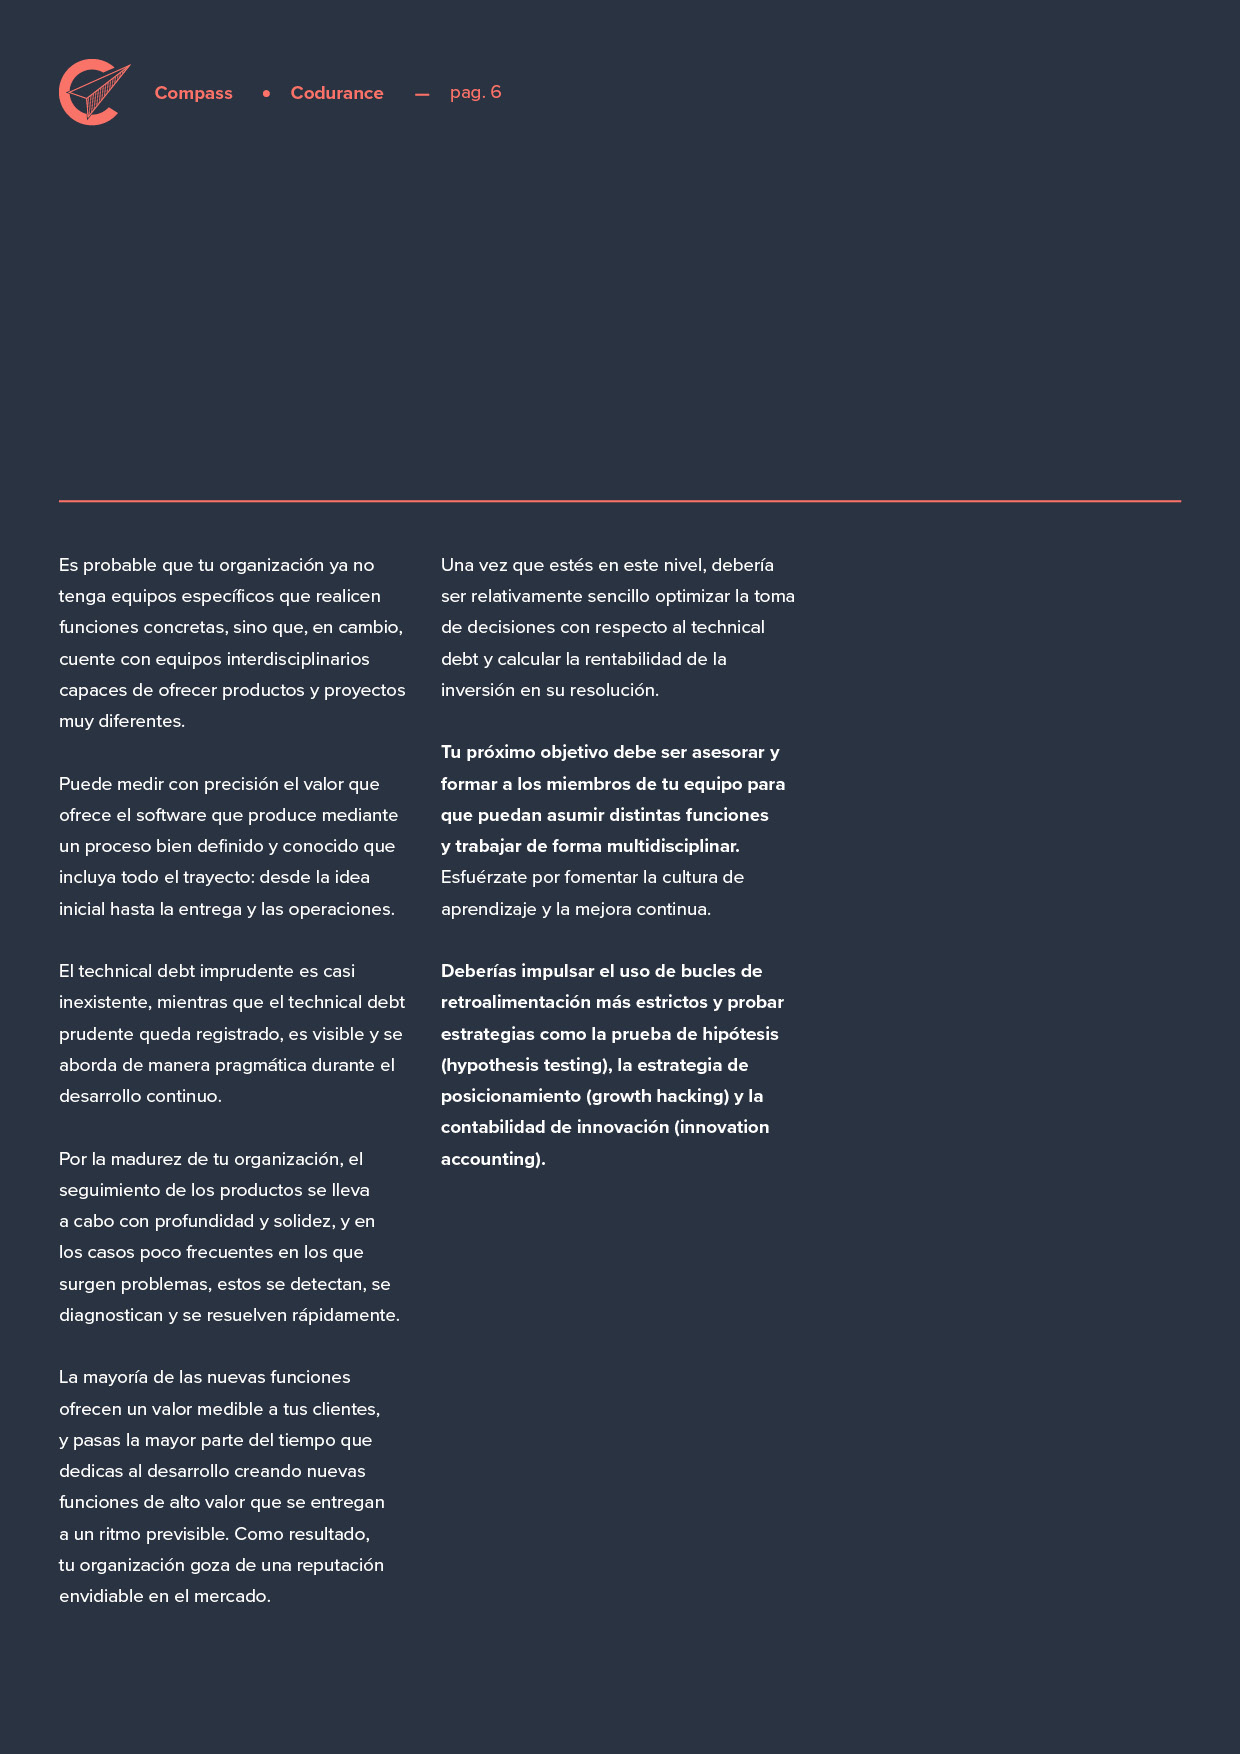 Compass • Codurance — pag. 6
Es probable que tu organización ya no
tenga equipos específicos que realicen
funciones concretas, sino que, en cambio,
cuente con equipos interdisciplinarios
capaces de ofrecer productos y proyectos
muy diferentes.
Puede medir con precisión el valor que
ofrece el software que produce mediante
un proceso bien definido y conocido que
incluya todo el trayecto: desde la idea
inicial hasta la entrega y las operaciones.
El technical debt imprudente es casi
inexistente, mientras que el technical debt
prudente queda registrado, es visible y se
aborda de manera pragmática durante el
desarrollo continuo.
Por la madurez de tu organización, el
seguimiento de los productos se lleva
a cabo con profundidad y solidez, y en
los casos poco frecuentes en los que
surgen problemas, estos se detectan, se
diagnostican y se resuelven rápidamente.
La mayoría de las nuevas funciones
ofrecen un valor medible a tus clientes,
y pasas la mayor parte del tiempo que
dedicas al desarrollo creando nuevas
funciones de alto valor que se entregan
a un ritmo previsible. Como resultado,
tu organización goza de una reputación
envidiable en el mercado.
Una vez que estés en este nivel, debería
ser relativamente sencillo optimizar la toma
de decisiones con respecto al technical
debt y calcular la rentabilidad de la
inversión en su resolución.
Tu próximo objetivo debe ser asesorar y
formar a los miembros de tu equipo para
que puedan asumir distintas funciones
y trabajar de forma multidisciplinar.
Esfuérzate por fomentar la cultura de
aprendizaje y la mejora continua.
Deberías impulsar el uso de bucles de
retroalimentación más estrictos y probar
estrategias como la prueba de hipótesis
(hypothesis testing), la estrategia de
posicionamiento (growth hacking) y la
contabilidad de innovación (innovation
accounting).